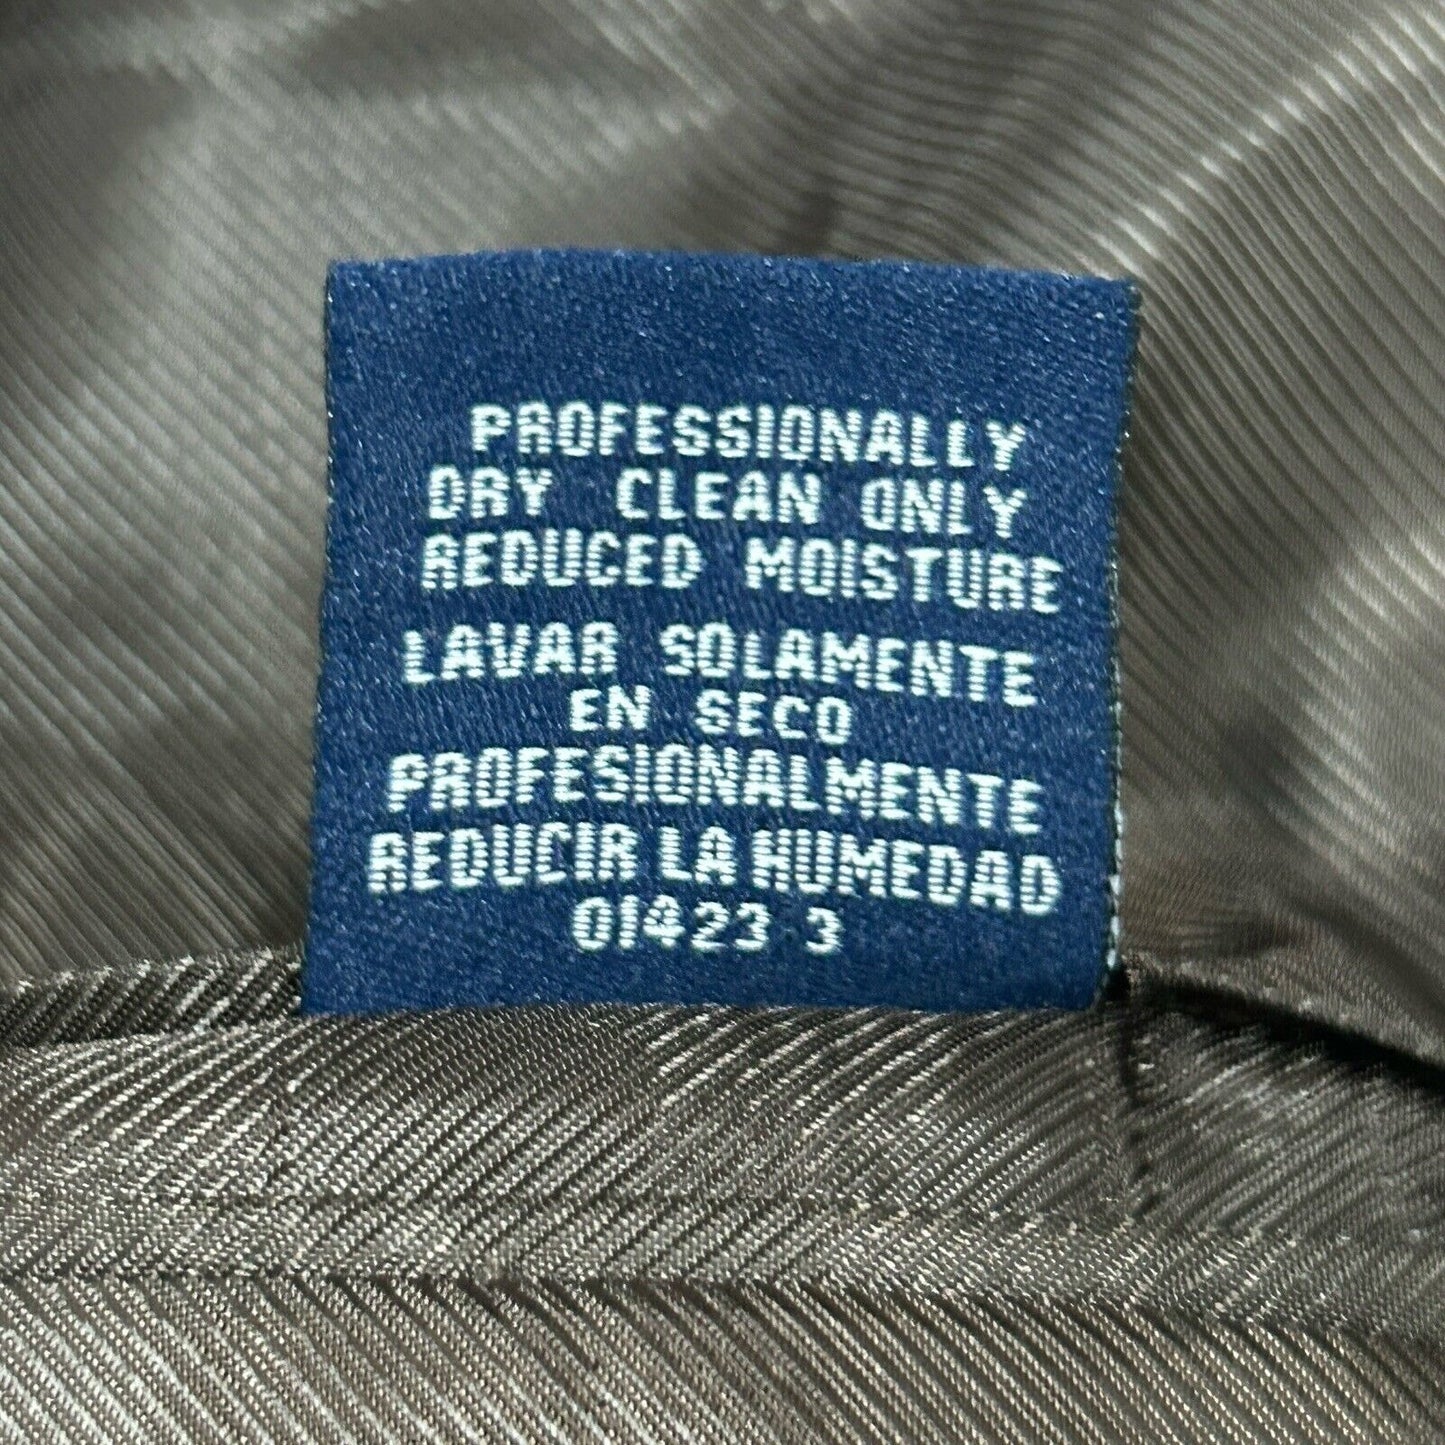 PROFESSIONALLY
DRY CLEAN ONLY
REDUCED MOISTURE
LAVAR SOLAMENTE
EN SECO
PROFESIONALMENTE
REDUCIR LA HUMEDAD
01423 3